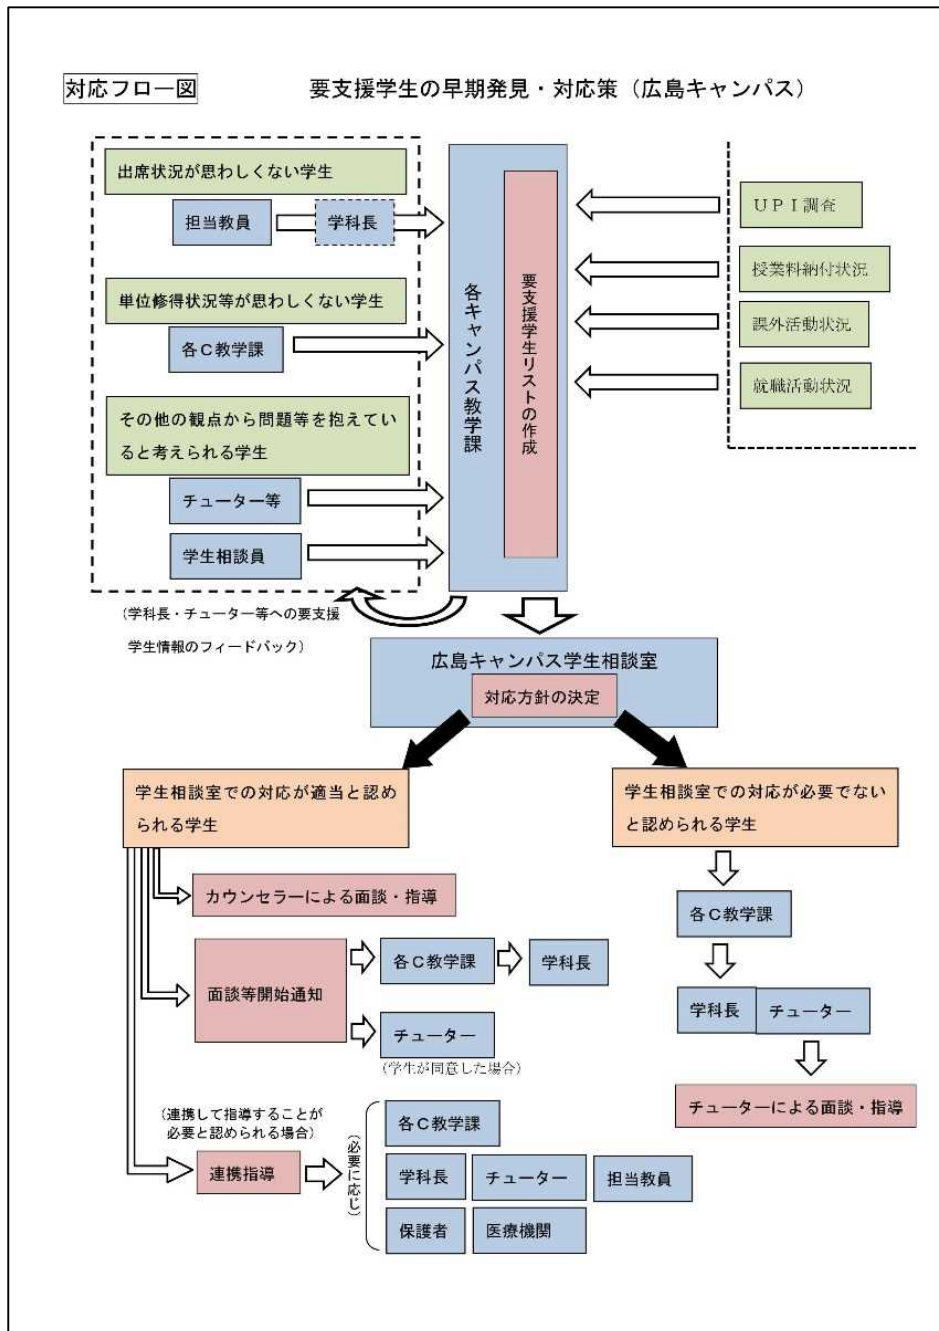 対応フロー図
要支援学生の早期発見・対応策（広島キャンパス）
出席状況が思わしくない学生
担当教員
学科長
単位修得状況等が思わしくない学生
各Ｃ教学課
その他の観点から問題等を抱えてい
ると考えられる学生
チューター等
学生相談員
各キャンパス教学課
要支援学生リストの作成
ＵＰＩ調査
授業料納付状況
課外活動状況
就職活動状況
（学科長・チューター等への要支援
学生情報のフィードバック）
広島キャンパス学生相談室
対応方針の決定
学生相談室での対応が適当と認め
られる学生
カウンセラーによる面談・指導
面談等開始通知
各Ｃ教学課
学科長
チューター
（学生が同意した場合）
（連携して指導することが
必要と認められる場合）
連携指導
（必要に応じ）
各Ｃ教学課
学科長
チューター
担当教員
保護者
医療機関
学生相談室での対応が必要でない
と認められる学生
各Ｃ教学課
学科長
チューター
チューターによる面談・指導